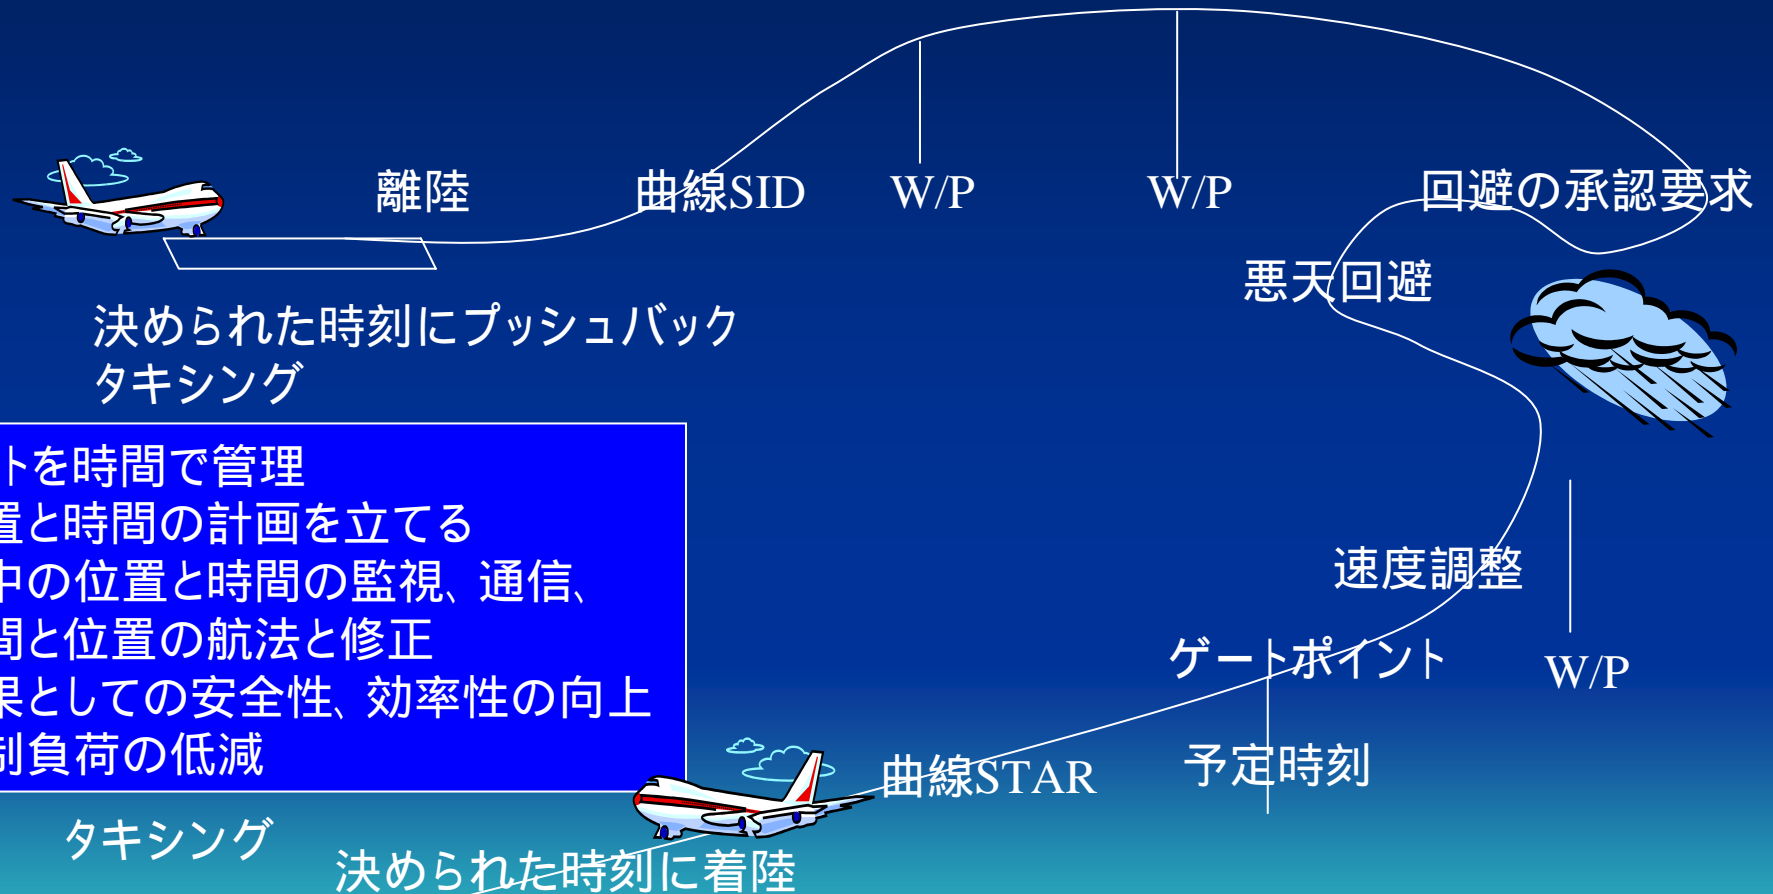 離陸
曲線SID
W/P
W/P
回避の承認要求
悪天回避
決められた時刻にプッシュバック
タキシング
トを時間で管理
置と時間の計画を立てる
中の位置と時間の監視、通信、
間と位置の航法と修正
果としての安全性、効率性の向上
制負荷の低減
速度調整
ゲートポイント
W/P
予定時刻
曲線STAR
タキシング
決められた時刻に着陸